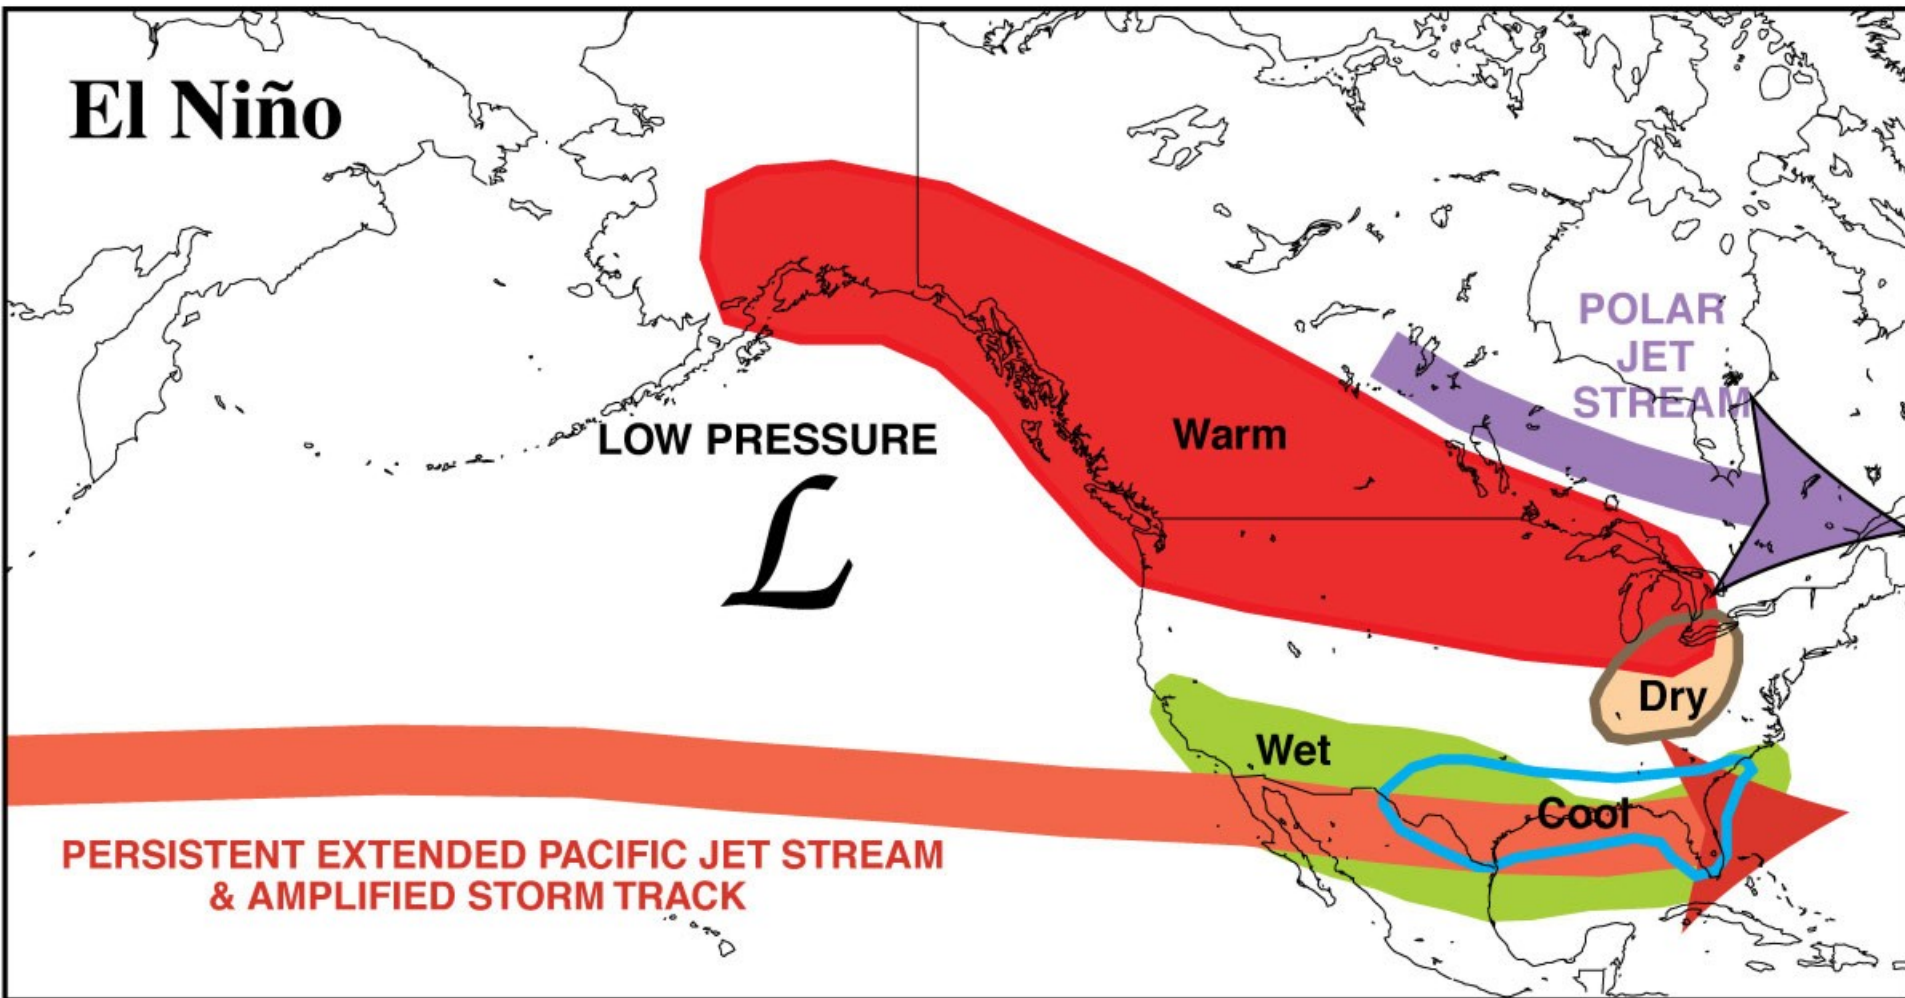 El Niño
POLAR
JET
STREAM
Warm
LOW PRESSURE
L
Dry
Wet
Cool
PERSISTENT EXTENDED PACIFIC JET STREAM
& AMPLIFIED STORM TRACK